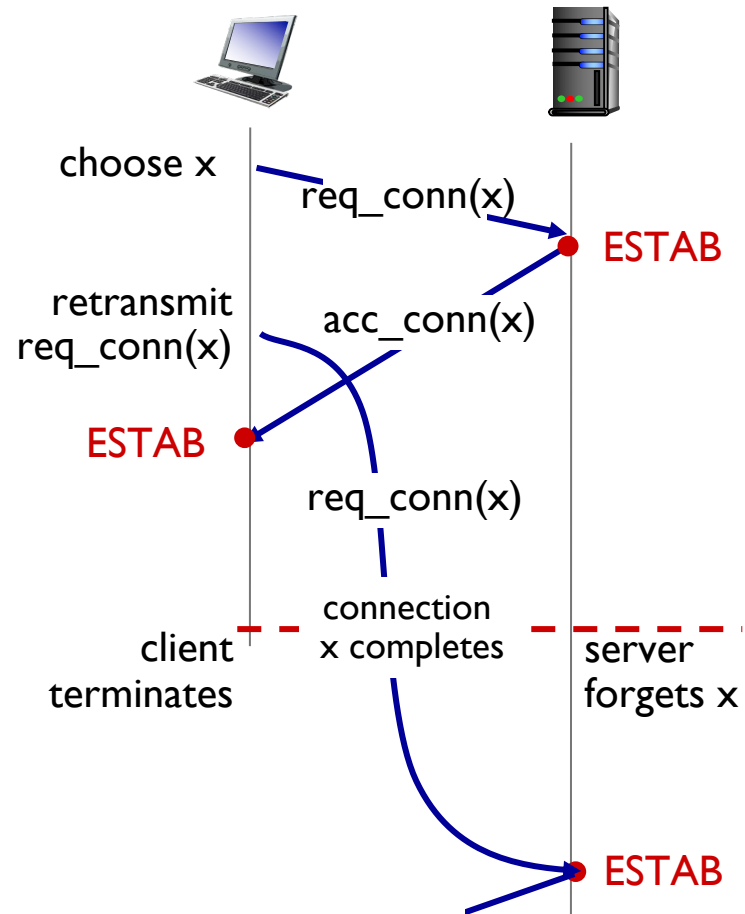 choose x
req_conn(x)
ESTAB
retransmit
req_conn(x)
acc_conn(x)
ESTAB
req_conn(x)
connection
x completes
client
terminates
server
forgets x
ESTAB